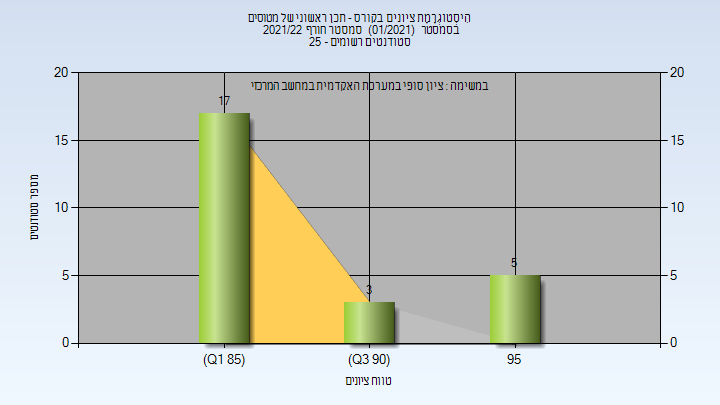 היסטוגרמת ציונים בקורס - תכן ראשוני של מטוסים
בסמסטר (01/2021) סמסטר חורף 2021/22
סטודנטים רשומים - 25
במשימה : ציון סופי במערכת האקדמית במחשב המרכזי
20
15
10
5
0
20
15
10
5
0
מספר סטודנטים
17
3
5
(Q1 85)
(Q3 90)
95
טווח ציונים